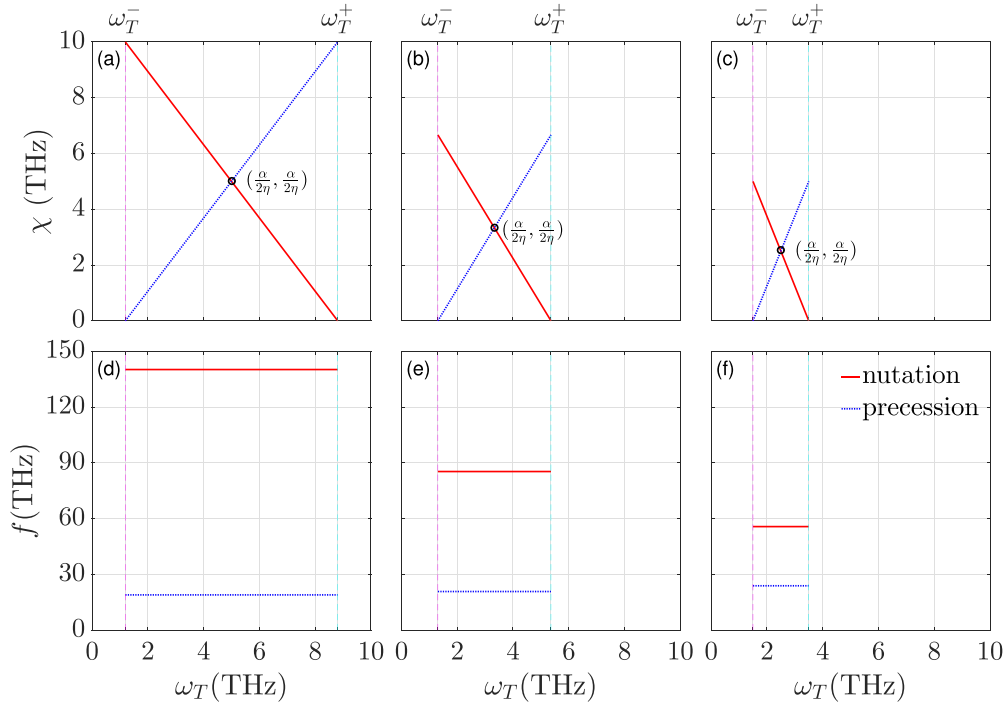 ω_T^- ω_T^+ ω_T^- ω_T^+ ω_T^- ω_T^+
(a) (b) (c)
10
8
6
4
2
0
χ (THz)
(α/2η, α/2η) (α/2η, α/2η) (α/2η, α/2η)
(d) (e) (f)
150
120
90
60
30
0
f(THz)
nutation
precession
0 2 4 6 8 10 0 2 4 6 8 10 0 2 4 6 8 10
ω_T(THz) ω_T(THz) ω_T(THz)